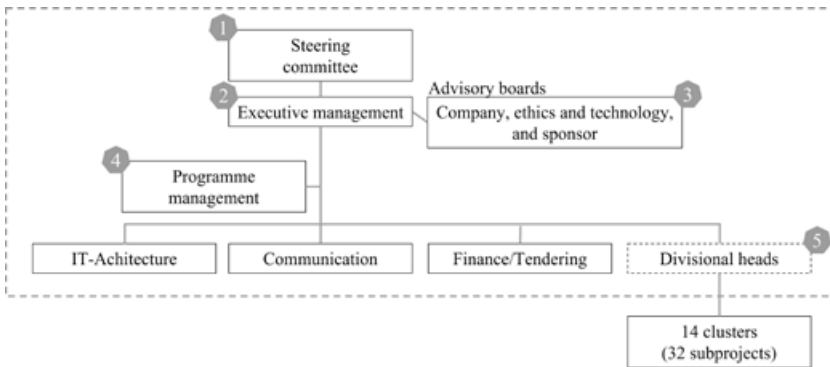 1
Steering
committee
2
Executive management
Advisory boards
3
Company, ethics and technology,
and sponsor
4
Programme
management
IT-Achitecture
Communication
Finance/Tendering
5
Divisional heads
14 clusters
(32 subprojects)